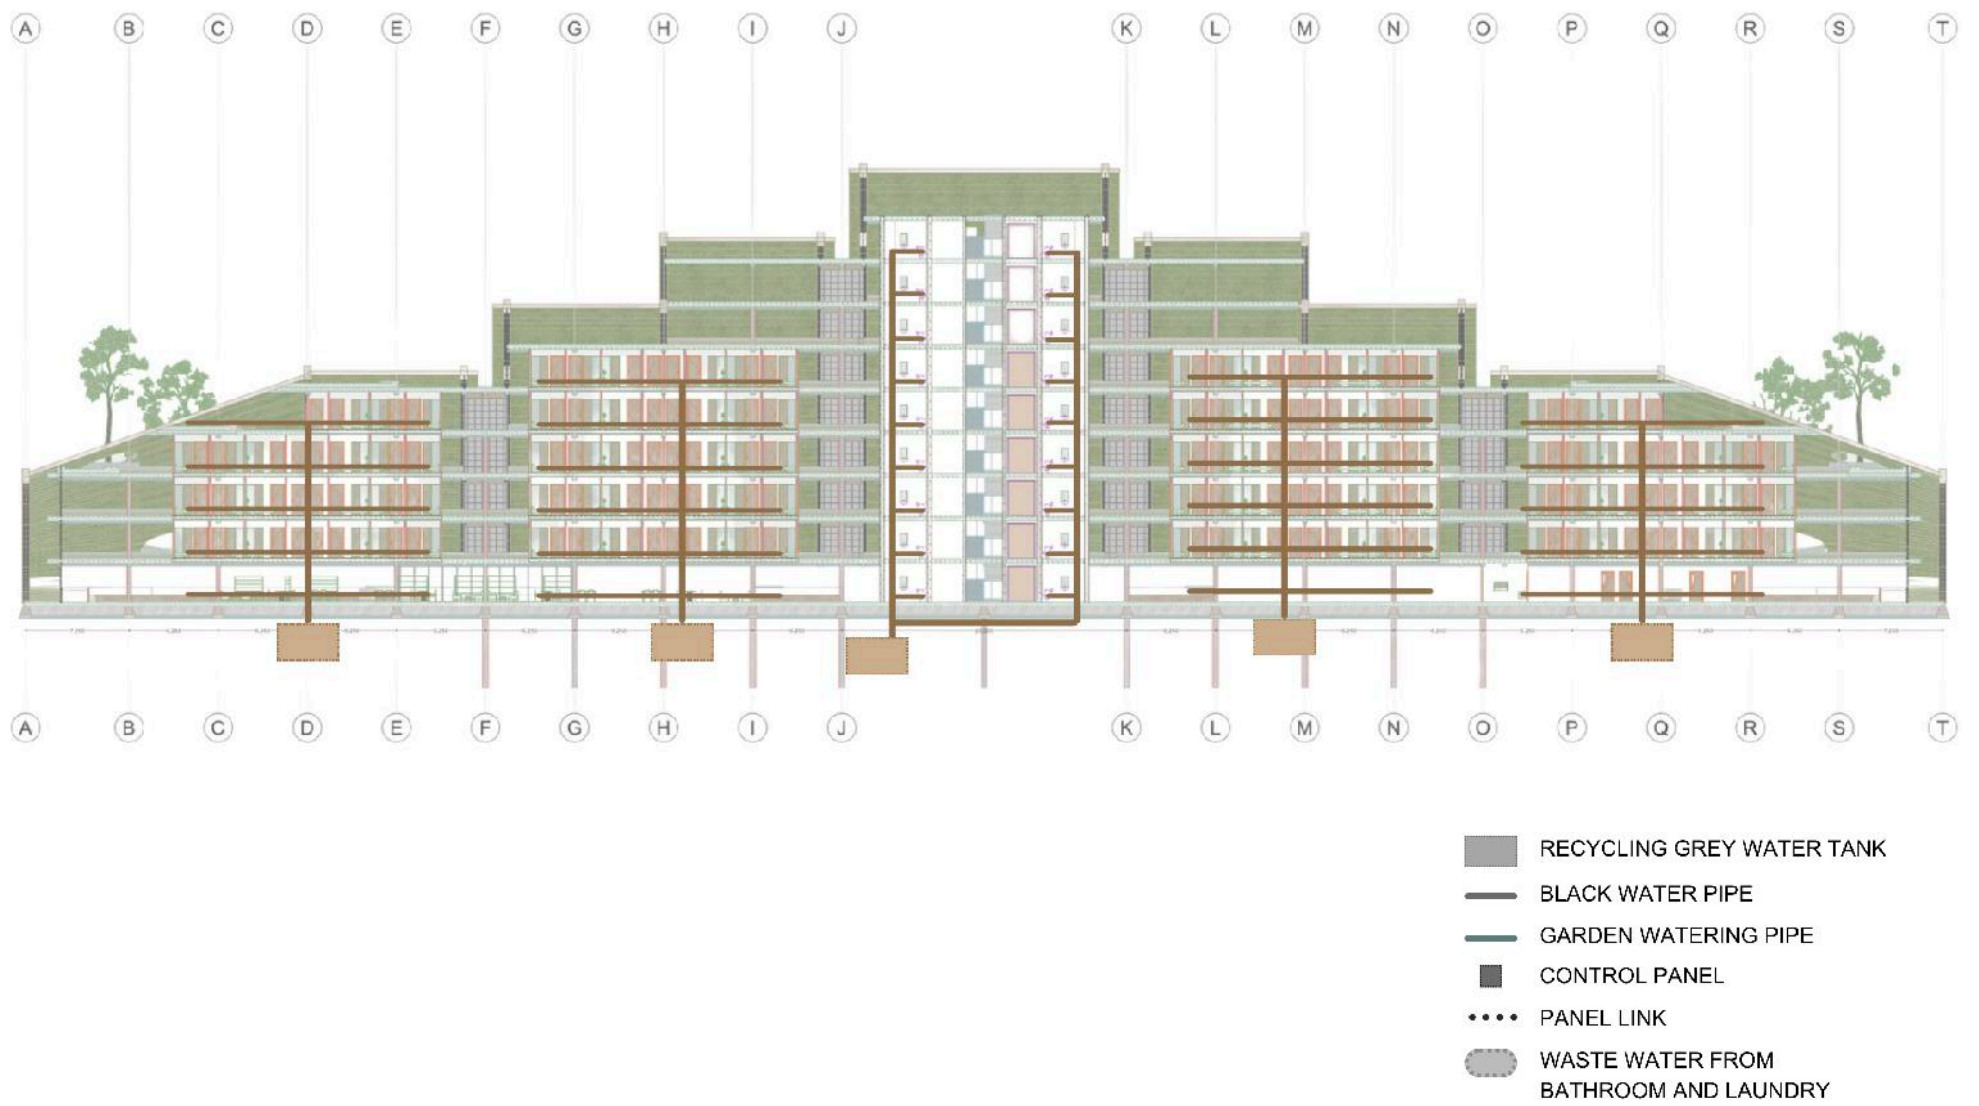 A B C D E F G H I J K L M N O P Q R S T
A B C D E F G H I J K L M N O P Q R S T
RECYCLING GREY WATER TANK
BLACK WATER PIPE
GARDEN WATERING PIPE
CONTROL PANEL
PANEL LINK
WASTE WATER FROM
BATHROOM AND LAUNDRY